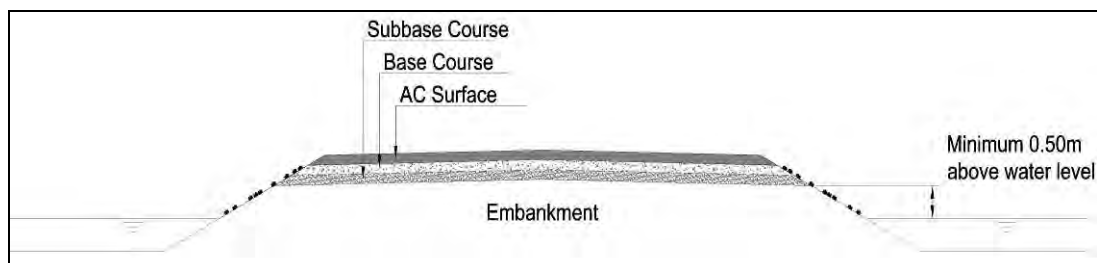 Subbase Course
Base Course
AC Surface
Minimum 0.50m
above water level
Embankment